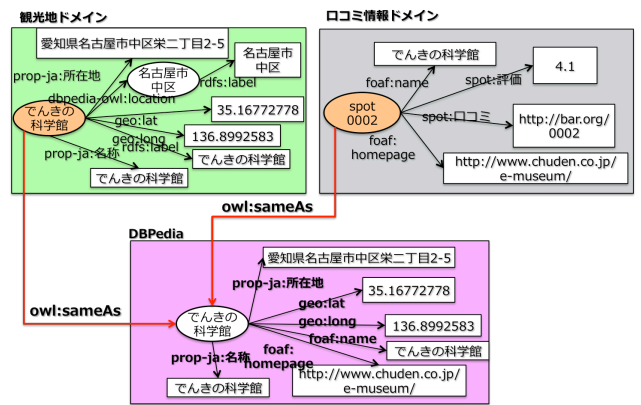 観光地ドメイン
愛知県名古屋市中区栄二丁目2-5
prop-ja:所在地
名古屋市
中区
rdfs:label
名古屋市
中区
dbpedia-owl:location
でんきの
科学館
geo:lat
35.16772778
geo:long
136.8992583
rdfs:label
でんきの科学館
prop-ja:名称
でんきの科学館
口コミ情報ドメイン
でんきの科学館
foaf:name
spot:評価
4.1
spot
0002
spot:口コミ
http://bar.org/
0002
foaf:
homepage
http://www.chuden.co.jp/
e-museum/
owl:sameAs
owl:sameAs
DBPedia
愛知県名古屋市中区栄二丁目2-5
prop-ja:所在地
geo:lat
35.16772778
でんきの
科学館
geo:long
136.8992583
foaf:name
でんきの科学館
prop-ja:名称
foaf:
homepage
でんきの科学館
http://www.chuden.co.jp/
e-museum/